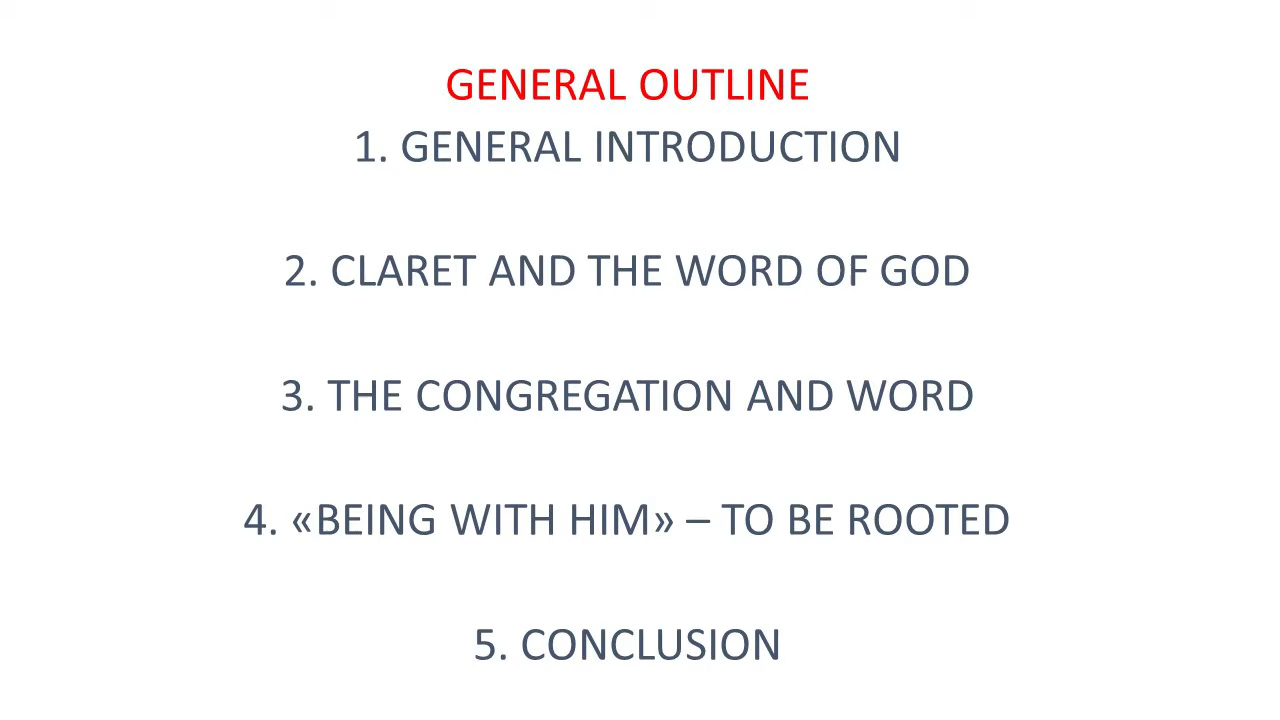 GENERAL OUTLINE
1. GENERAL INTRODUCTION
2. CLARET AND THE WORD OF GOD
3. THE CONGREGATION AND WORD
4. «BEING WITH HIM» – TO BE ROOTED
5. CONCLUSION